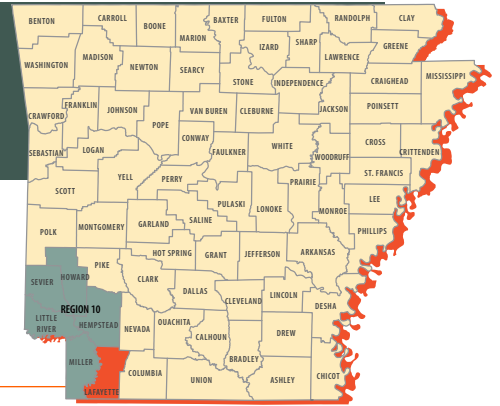 BENTON
CARROLL
BOONE
BAXTER
FULTON
RANDOLPH
CLAY
MARION
IZARD
SHARP
GREENE
WASHINGTON
MADISON
NEWTON
SEARCY
LAWRENCE
STONE
INDEPENDENCE
CRAIGHEAD
MISSISSIPPI
FRANKLIN
CRAWFORD
JOHNSON
VAN BUREN
CLEBURNE
JACKSON
POINSETT
POPE
CONWAY
SEBASTIAN
LOGAN
FAULKNER
WHITE
WOODRUFF
CROSS
CRITTENDEN
ST. FRANCIS
YELL
PERRY
SCOTT
PRAIRIE
LEE
PULASKI
LONOKE
MONROE
POLK
MONTGOMERY
GARLAND
SALINE
PHILLIPS
HOT SPRING
GRANT
JEFFERSON
ARKANSAS
PIKE
SEVIER
HOWARD
CLARK
DALLAS
CLEVELAND
LINCOLN
DESHA
REGION 10
LITTLE
RIVER
HEMPSTEAD
NEVADA
OUACHITA
CALHOUN
DREW
BRADLEY
MILLER
COLUMBIA
UNION
ASHLEY
CHICOT
LAFAYETTE